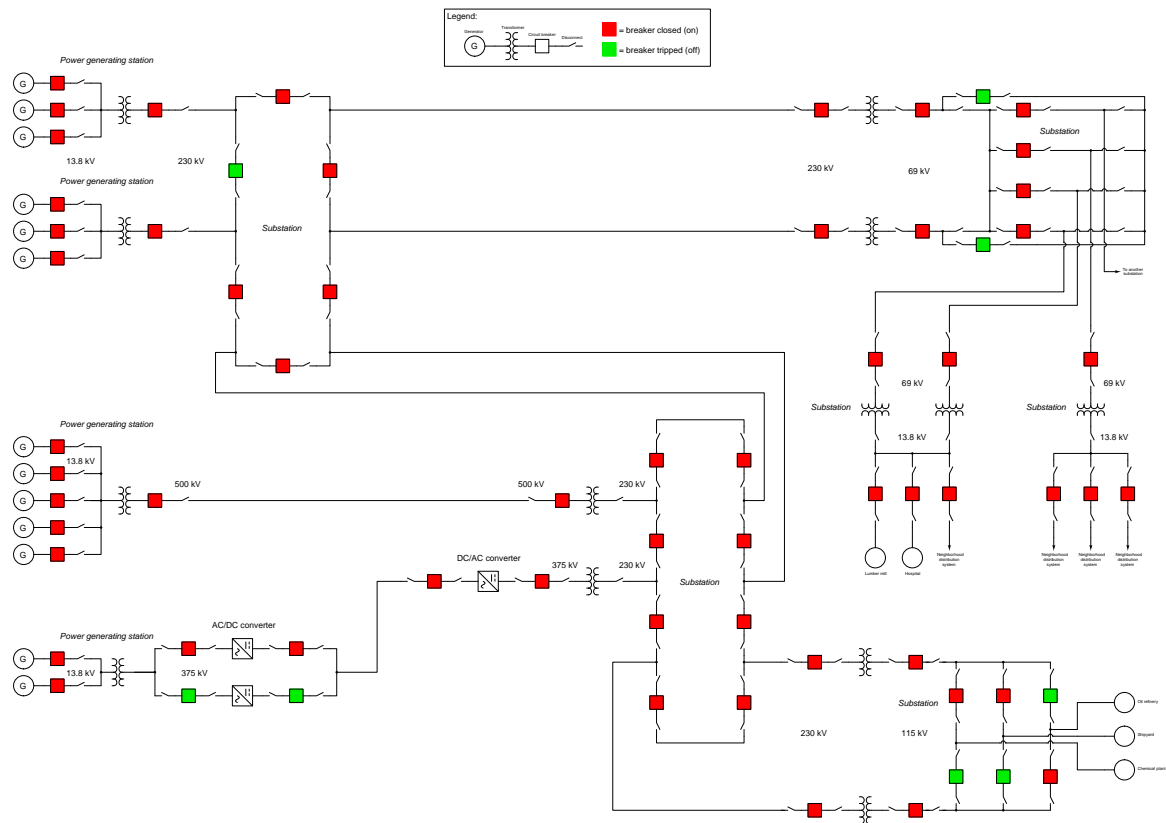 Legend:
Generator
G
Transformer
Circuit breaker
Disconnect
= breaker closed (on)
= breaker tripped (off)
Power generating station
G
G
G
13.8 kV
230 kV
230 kV
69 kV
Substation
Power generating station
G
G
G
Substation
To another
substation
69 kV
69 kV
Substation
Substation
13.8 kV
13.8 kV
Power generating station
G
G
G
G
G
13.8 kV
500 kV
500 kV
230 kV
DC/AC converter
375 kV
230 kV
Substation
Lumber mill
Hospital
Neighborhood
distribution
system
Neighborhood
distribution
system
Neighborhood
distribution
system
Neighborhood
distribution
system
Power generating station
G
G
13.8 kV
AC/DC converter
375 kV
Substation
230 kV
115 kV
Oil refinery
Shipyard
Chemical plant